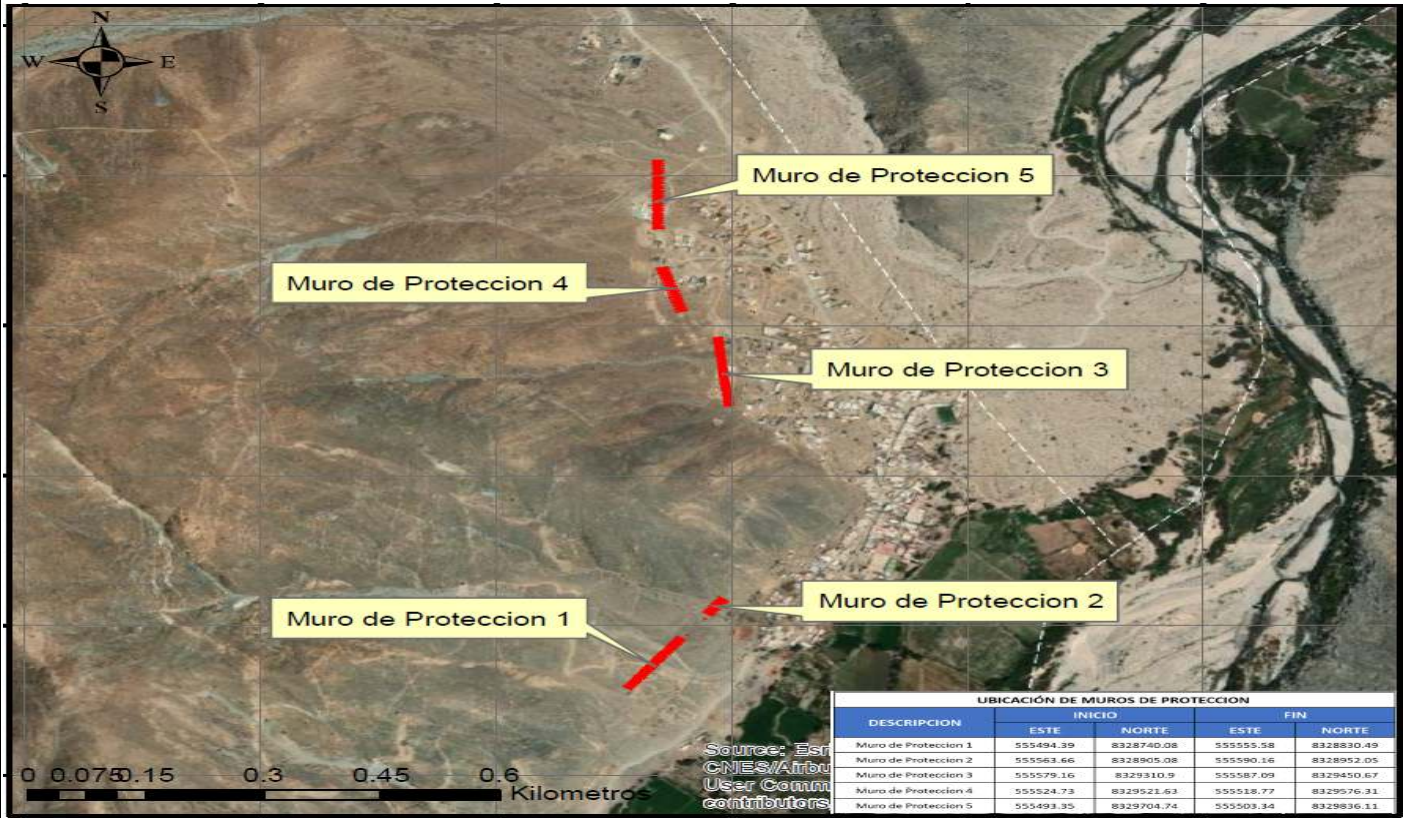 N
W E
S
Muro de Proteccion 5
Muro de Proteccion 4
Muro de Proteccion 3
Muro de Proteccion 2
Muro de Proteccion 1
0 0.075 0.15 0.3 0.45 0.6
Kilometros
Source: Esri
CNES/Airbu
User Comm
contributors,
UBICACIÓN DE MUROS DE PROTECCION
DESCRIPCION INICIO FIN
ESTE NORTE ESTE NORTE
Muro de Proteccion 1 555494.39 8328740.08 555555.58 8328830.49
Muro de Proteccion 2 555563.66 8328905.08 555590.16 8328952.05
Muro de Proteccion 3 555579.16 8329310.9 555587.09 8329450.67
Muro de Proteccion 4 555524.73 8329521.63 555518.77 8329576.31
Muro de Proteccion 5 555493.35 8329704.74 555503.34 8329836.11